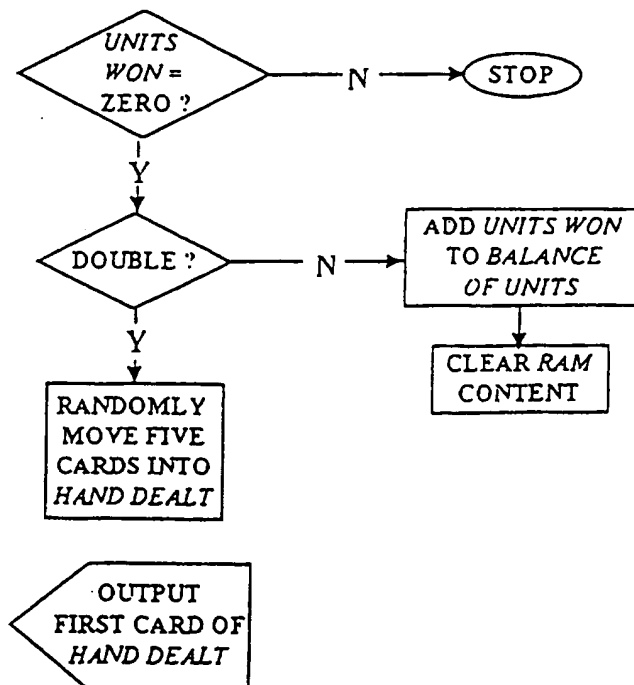 UNITS
WON =
ZERO ?
N
STOP
Y
DOUBLE ?
N
ADD UNITS WON
TO BALANCE
OF UNITS
Y
CLEAR RAM
CONTENT
RANDOMLY
MOVE FIVE
CARDS INTO
HAND DEALT
OUTPUT
FIRST CARD OF
HAND DEALT